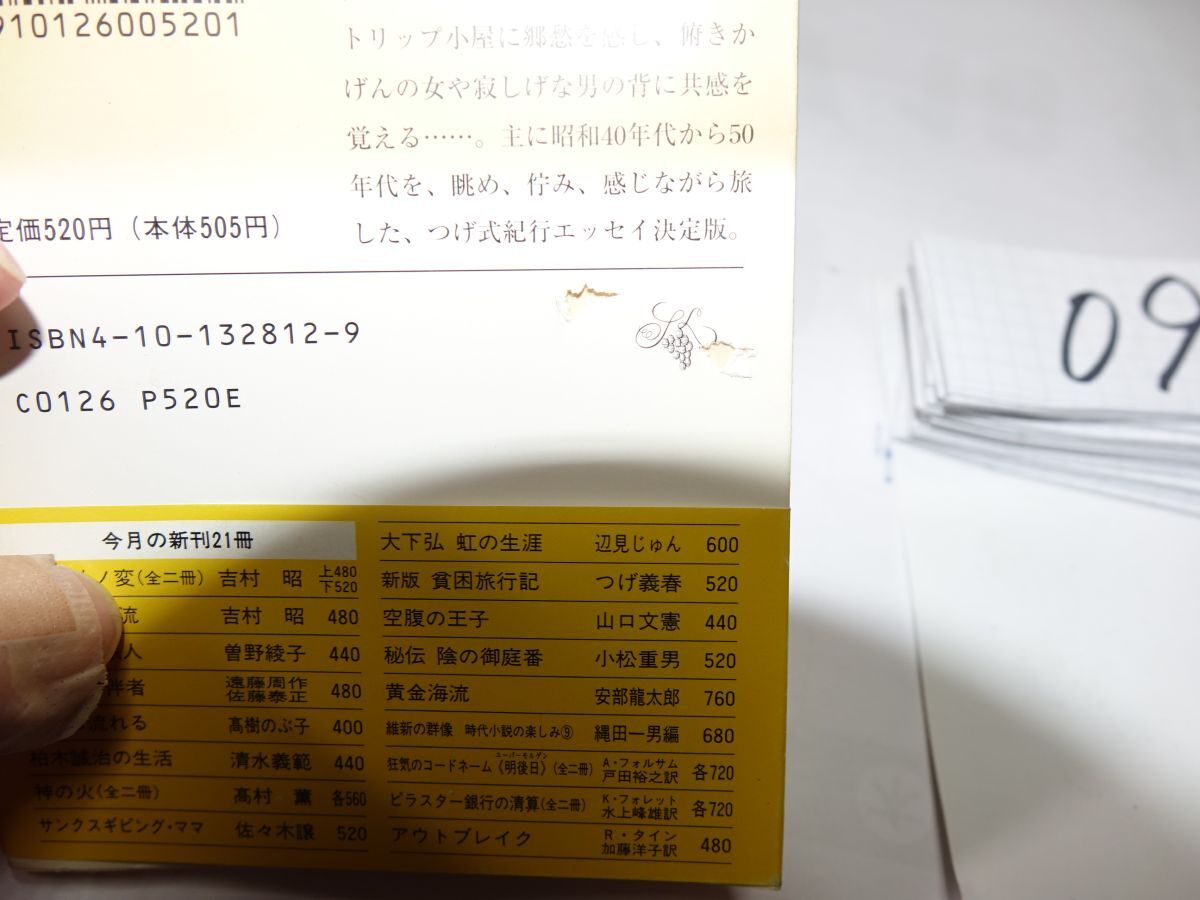 910126005201
トリップ小屋に郷愁を感じ、俯きか
げんの女や寂しげな男の背に共感を
覚える……。主に昭和40年代から50
年代を、眺め、佇み、感じながら旅
した、つげ式紀行エッセイ決定版。
定価520円（本体505円）
ISBN4-10-132812-9
C0126 P520E
09
今月の新刊21冊
ノ変(全二冊) 吉村 昭 上480 下520
流 吉村 昭 480
人 曽野綾子 440
伴者 遠藤周作 佐藤泰正 480
流れる 高樹のぶ子 400
柏木誠治の生活 清水義範 440
神の火(全二冊) 髙村 薫 各560
サンクスギビング・ママ 佐々木譲 520
大下弘 虹の生涯 辺見じゅん 600
新版 貧困旅行記 つげ義春 520
空腹の王子 山口文憲 440
秘伝 陰の御庭番 小松重男 520
黄金海流 安部龍太郎 760
維新の群像 時代小説の楽しみ⑨ 縄田一男編 680
狂気のコードネーム《明後日》(全二冊) A・フォルサム 戸田裕之訳 各720
ピラスター銀行の清算(全二冊) K・フォレット 水上峰雄訳 各720
アウトブレイク R・タイン 加藤洋子訳 480